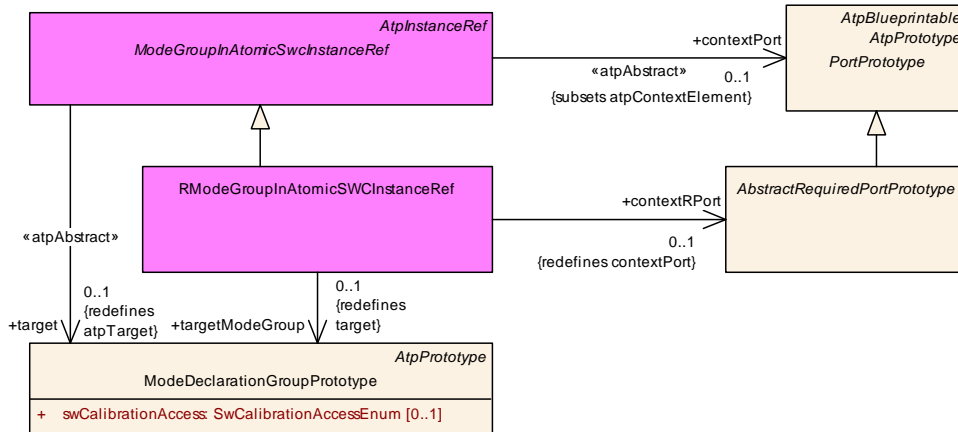 AtpInstanceRef
ModeGroupInAtomicSwcInstanceRef
+contextPort
«atpAbstract»
0..1
{subsets atpContextElement}
AtpBlueprintable
AtpPrototype
PortPrototype
RModeGroupInAtomicSWCInstanceRef
+contextRPort
0..1
{redefines contextPort}
AbstractRequiredPortPrototype
«atpAbstract»
0..1
{redefines
atpTarget}
+target
0..1
{redefines
target}
+targetModeGroup
AtpPrototype
ModeDeclarationGroupPrototype
+ swCalibrationAccess: SwCalibrationAccessEnum [0..1]